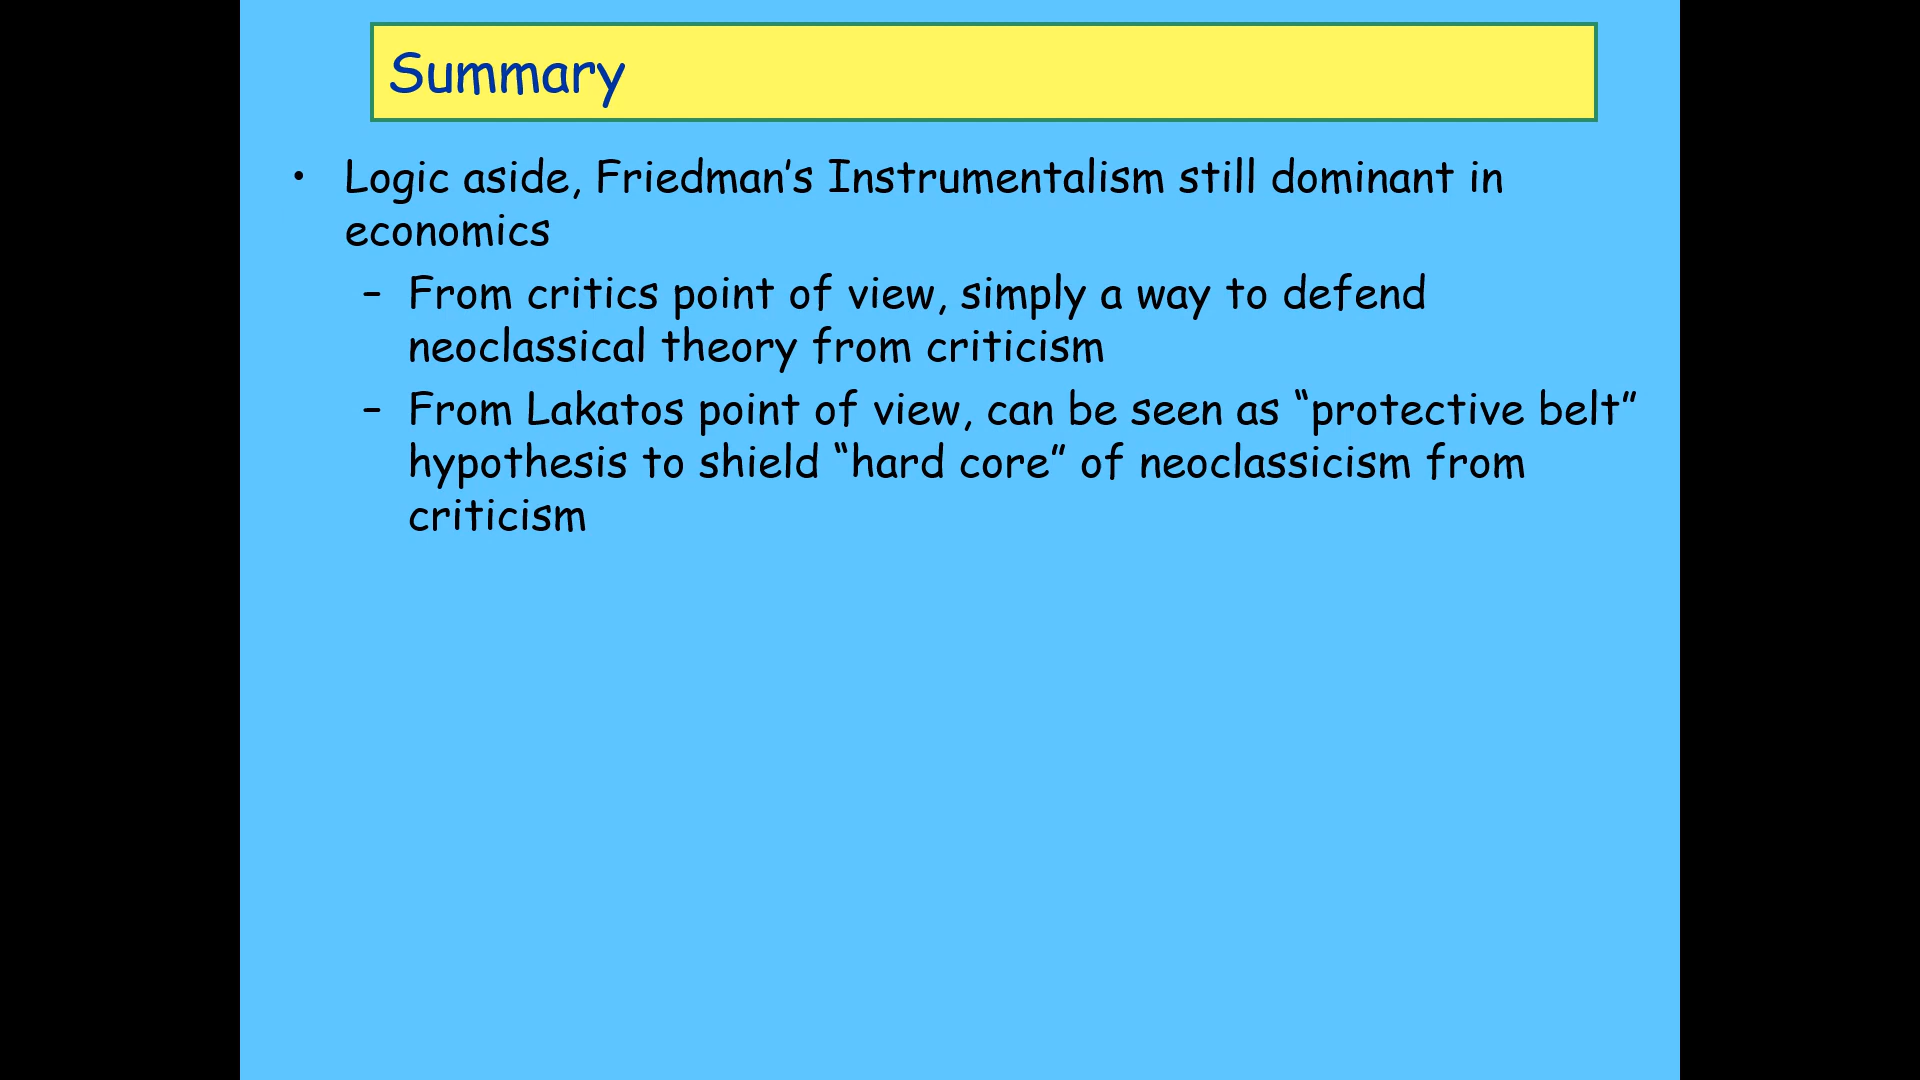 Summary
• Logic aside, Friedman’s Instrumentalism still dominant in
economics
– From critics point of view, simply a way to defend
neoclassical theory from criticism
– From Lakatos point of view, can be seen as “protective belt”
hypothesis to shield “hard core” of neoclassicism from
criticism